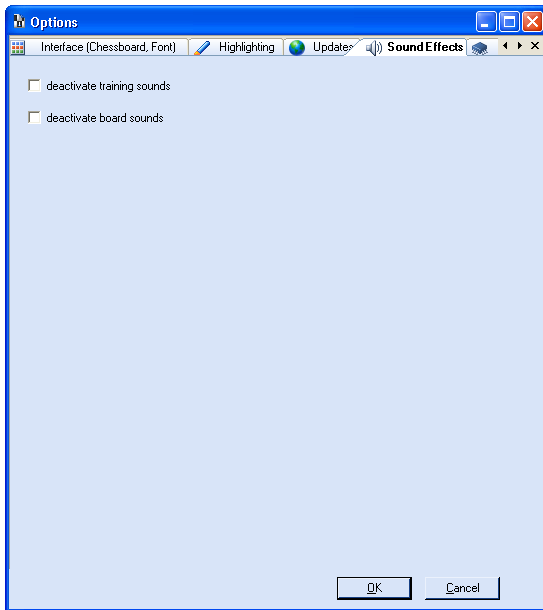 Options
Interface (Chessboard, Font) Highlighting Updates Sound Effects
deactivate training sounds
deactivate board sounds
OK Cancel